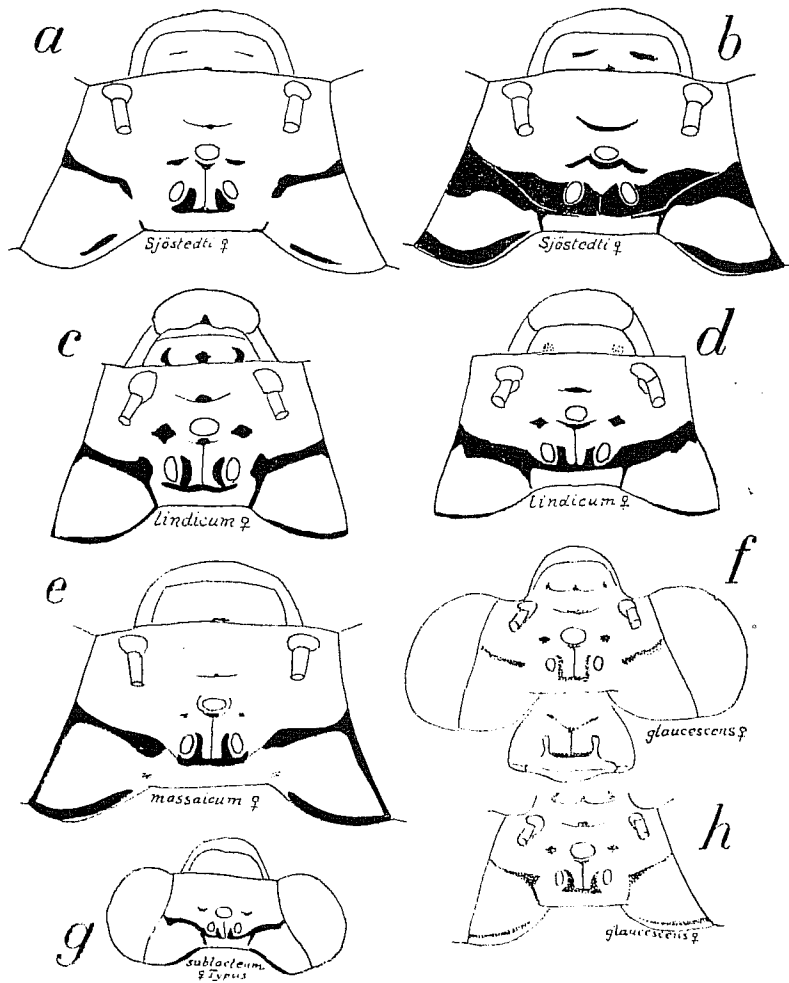 a
b
Sjöstedti ♀
Sjöstedti ♀
c
d
lindicum ♀
lindicum ♀
e
f
massaicum ♀
glaucescens ♀
g
h
sublacteum
♀ Typus
glaucescens ♀